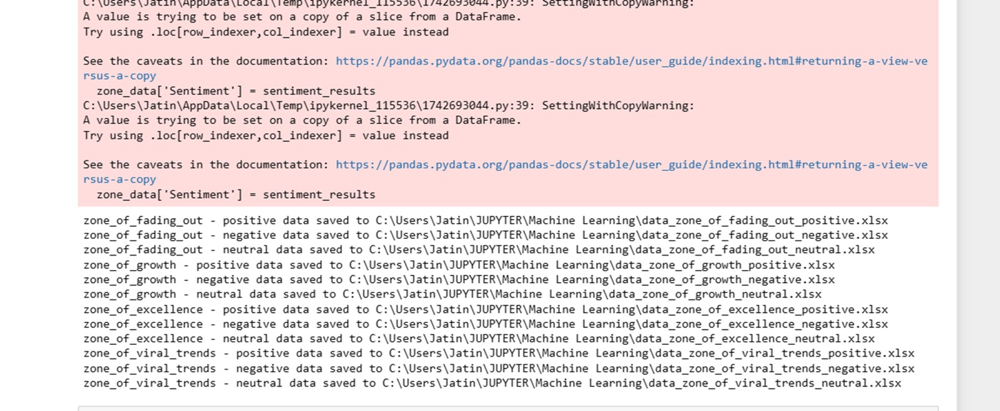 C:\Users\Jatin\AppData\Local\Temp\ipykernel_115536\1742693044.py:39: SettingWithCopyWarning:
A value is trying to be set on a copy of a slice from a DataFrame.
Try using .loc[row_indexer,col_indexer] = value instead
See the caveats in the documentation: https://pandas.pydata.org/pandas-docs/stable/user_guide/indexing.html#returning-a-view-ve
rsus-a-copy
zone_data['Sentiment'] = sentiment_results
C:\Users\Jatin\AppData\Local\Temp\ipykernel_115536\1742693044.py:39: SettingWithCopyWarning:
A value is trying to be set on a copy of a slice from a DataFrame.
Try using .loc[row_indexer,col_indexer] = value instead
See the caveats in the documentation: https://pandas.pydata.org/pandas-docs/stable/user_guide/indexing.html#returning-a-view-ve
rsus-a-copy
zone_data['Sentiment'] = sentiment_results
zone_of_fading_out - positive data saved to C:\Users\Jatin\JUPYTER\Machine Learning\data_zone_of_fading_out_positive.xlsx
zone_of_fading_out - negative data saved to C:\Users\Jatin\JUPYTER\Machine Learning\data_zone_of_fading_out_negative.xlsx
zone_of_fading_out - neutral data saved to C:\Users\Jatin\JUPYTER\Machine Learning\data_zone_of_fading_out_neutral.xlsx
zone_of_growth - positive data saved to C:\Users\Jatin\JUPYTER\Machine Learning\data_zone_of_growth_positive.xlsx
zone_of_growth - negative data saved to C:\Users\Jatin\JUPYTER\Machine Learning\data_zone_of_growth_negative.xlsx
zone_of_growth - neutral data saved to C:\Users\Jatin\JUPYTER\Machine Learning\data_zone_of_growth_neutral.xlsx
zone_of_excellence - positive data saved to C:\Users\Jatin\JUPYTER\Machine Learning\data_zone_of_excellence_positive.xlsx
zone_of_excellence - negative data saved to C:\Users\Jatin\JUPYTER\Machine Learning\data_zone_of_excellence_negative.xlsx
zone_of_excellence - neutral data saved to C:\Users\Jatin\JUPYTER\Machine Learning\data_zone_of_excellence_neutral.xlsx
zone_of_viral_trends - positive data saved to C:\Users\Jatin\JUPYTER\Machine Learning\data_zone_of_viral_trends_positive.xlsx
zone_of_viral_trends - negative data saved to C:\Users\Jatin\JUPYTER\Machine Learning\data_zone_of_viral_trends_negative.xlsx
zone_of_viral_trends - neutral data saved to C:\Users\Jatin\JUPYTER\Machine Learning\data_zone_of_viral_trends_neutral.xlsx